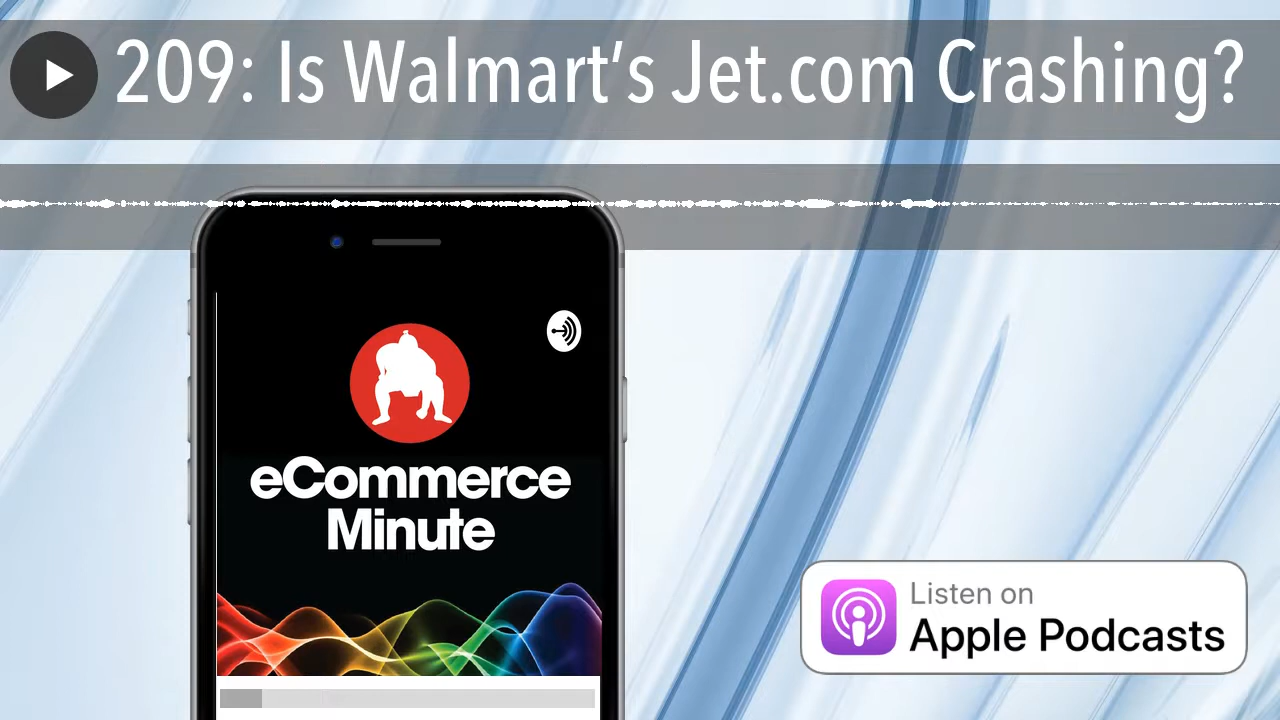 209: Is Walmart’s Jet.com Crashing?
eCommerce
Minute
Listen on
Apple Podcasts